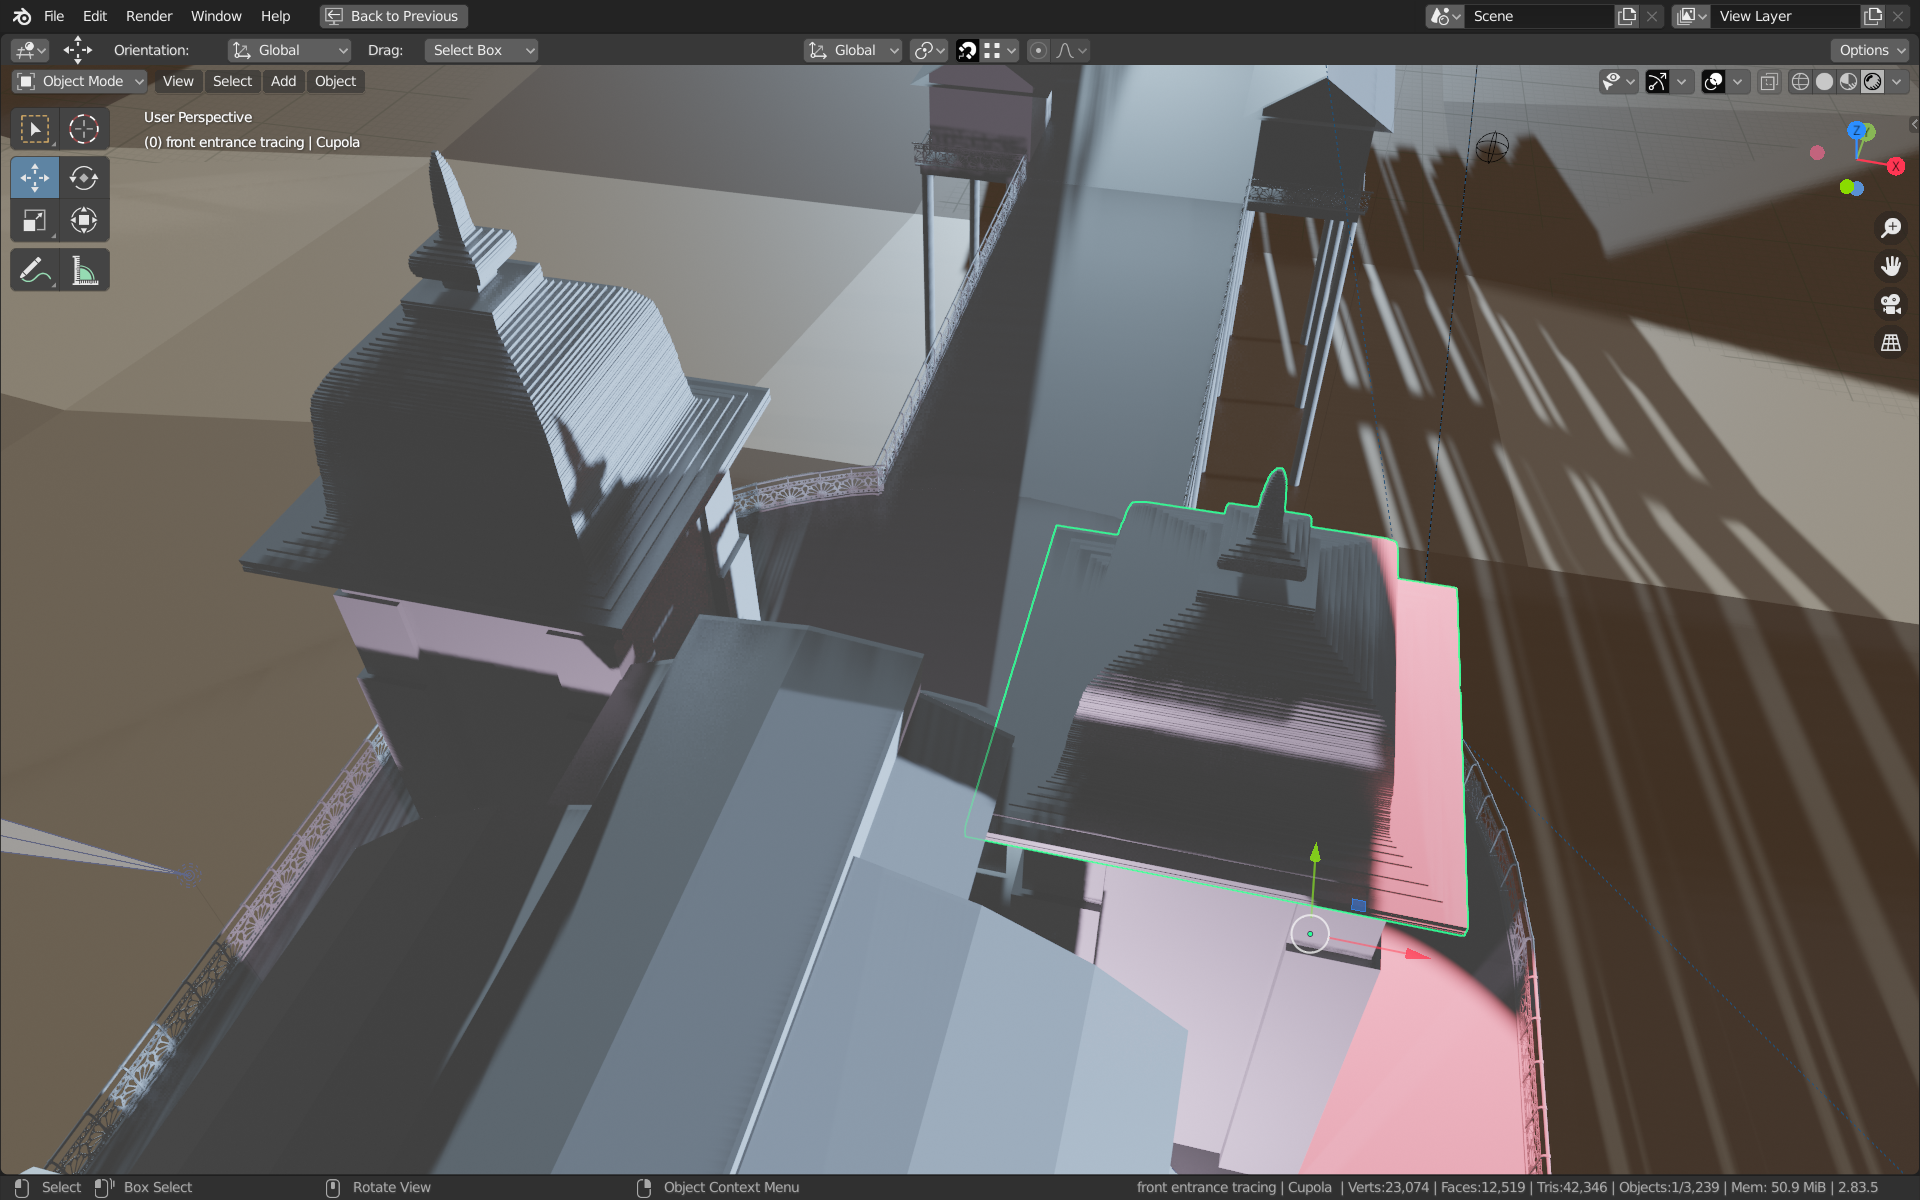 File Edit Render Window Help Back to Previous Scene View Layer
Orientation: Global Drag: Select Box Global Options
Object Mode View Select Add Object
User Perspective
(0) front entrance tracing | Cupola
Z Y
X
Select Box Select Rotate View Object Context Menu front entrance tracing | Cupola | Verts:23,074 | Faces:12,519 | Tris:42,346 | Objects:1/3,239 | Mem: 50.9 MiB | 2.83.5